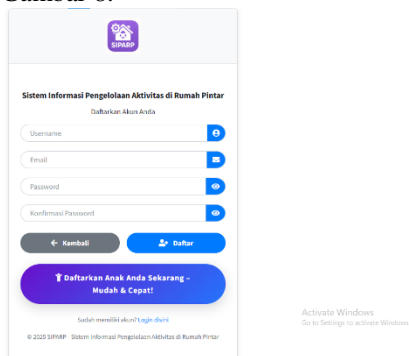 SIPARP
Sistem Informasi Pengelolaan Aktivitas di Rumah Pintar
Daftarkan Akun Anda
Username
Email
Password
Konfirmasi Password
Kembali
Daftar
Daftarkan Anak Anda Sekarang –
Mudah & Cepat!
Sudah memiliki akun? Login disini
© 2025 SIPARP - Sistem Informasi Pengelolaan Aktivitas di Rumah Pintar
Activate Windows
Go to Settings to activate Windows